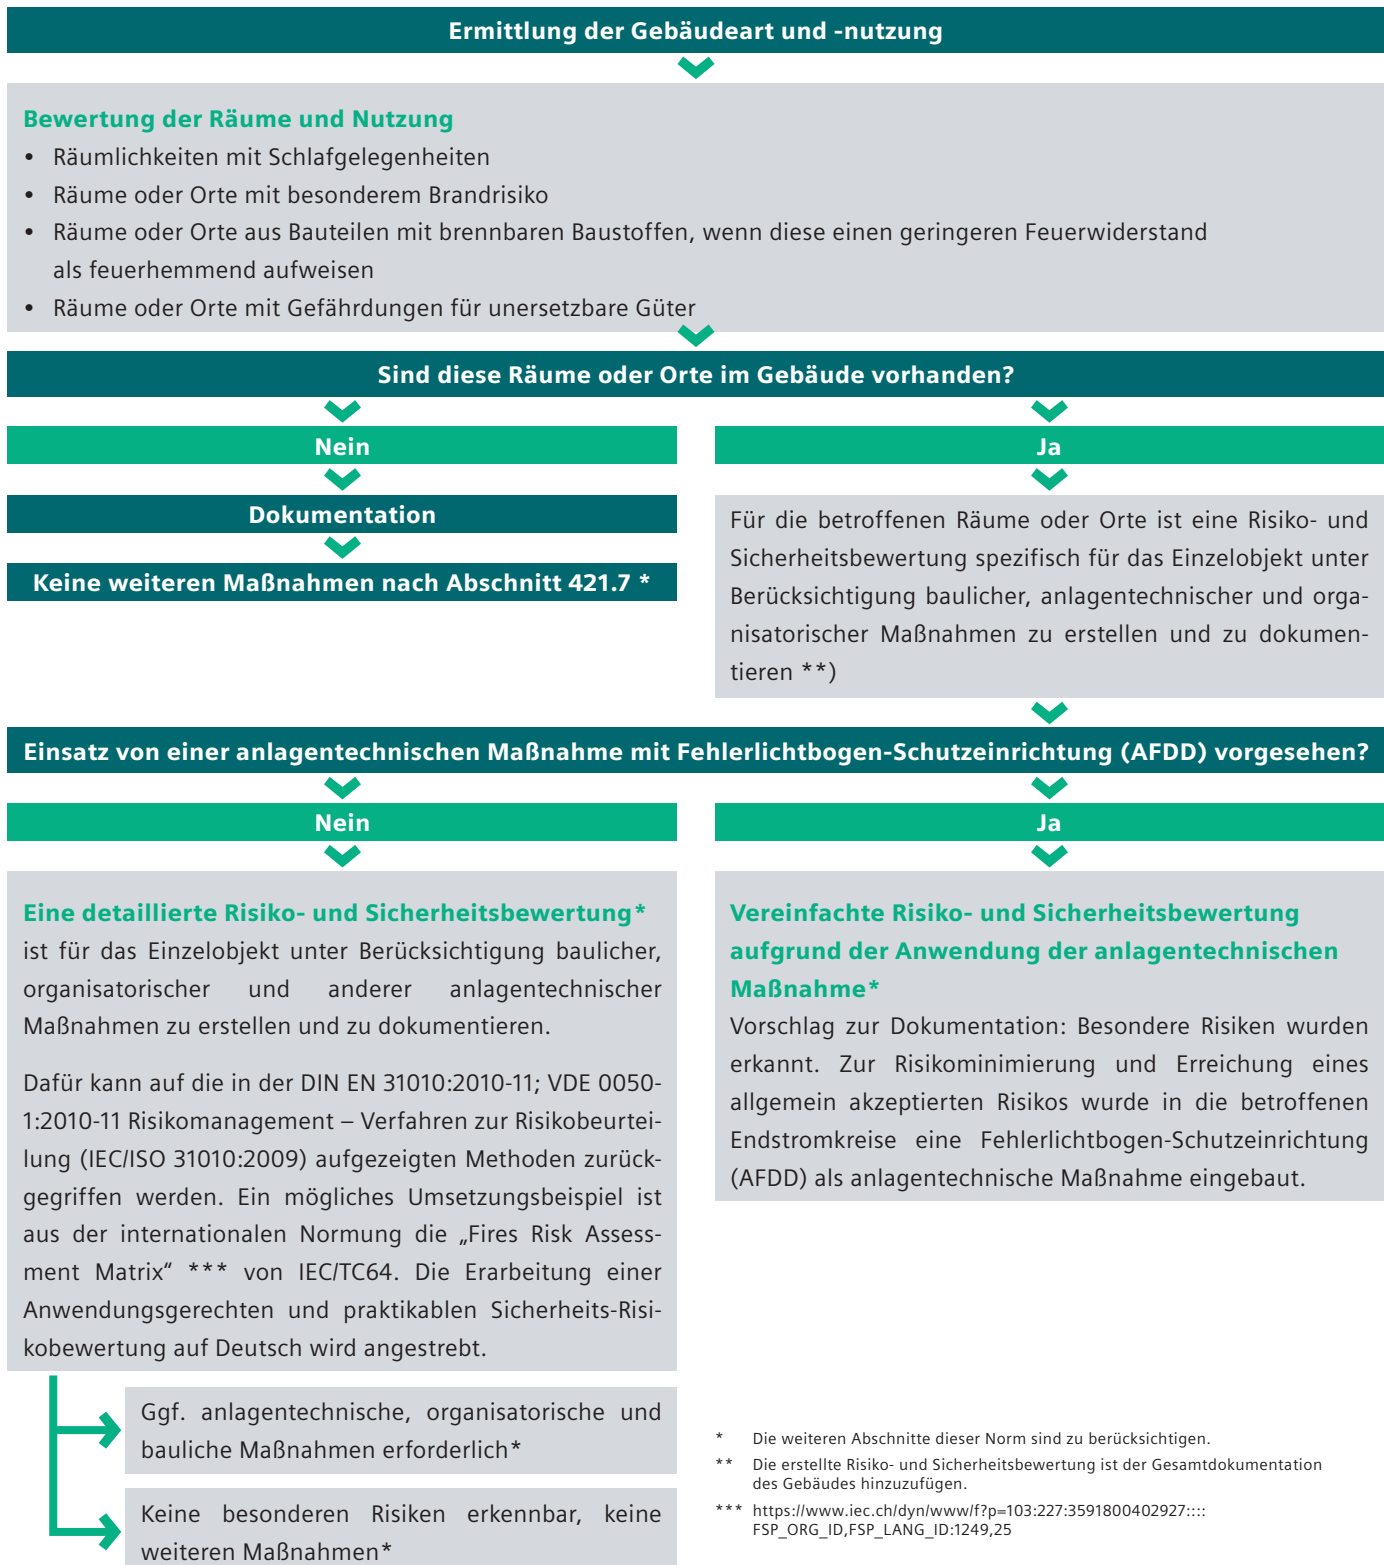 Ermittlung der Gebäudeart und -nutzung
Bewertung der Räume und Nutzung
• Räumlichkeiten mit Schlafgelegenheiten
• Räume oder Orte mit besonderem Brandrisiko
• Räume oder Orte aus Bauteilen mit brennbaren Baustoffen, wenn diese einen geringeren Feuerwiderstand
als feuerhemmend aufweisen
• Räume oder Orte mit Gefährdungen für unersetzbare Güter
Sind diese Räume oder Orte im Gebäude vorhanden?
Nein
Dokumentation
Keine weiteren Maßnahmen nach Abschnitt 421.7 *
Ja
Für die betroffenen Räume oder Orte ist eine Risiko- und
Sicherheitsbewertung spezifisch für das Einzelobjekt unter
Berücksichtigung baulicher, anlagentechnischer und orga-
nisatorischer Maßnahmen zu erstellen und zu dokumen-
tieren **)
Einsatz von einer anlagentechnischen Maßnahme mit Fehlerlichtbogen-Schutzeinrichtung (AFDD) vorgesehen?
Nein
Eine detaillierte Risiko- und Sicherheitsbewertung*
ist für das Einzelobjekt unter Berücksichtigung baulicher,
organisatorischer und anderer anlagentechnischer
Maßnahmen zu erstellen und zu dokumentieren.
Dafür kann auf die in der DIN EN 31010:2010-11; VDE 0050-
1:2010-11 Risikomanagement – Verfahren zur Risikobeurtei-
lung (IEC/ISO 31010:2009) aufgezeigten Methoden zurück-
gegriffen werden. Ein mögliches Umsetzungsbeispiel ist
aus der internationalen Normung die „Fires Risk Assess-
ment Matrix“ *** von IEC/TC64. Die Erarbeitung einer
Anwendungsgerechten und praktikablen Sicherheits-Risi-
kobewertung auf Deutsch wird angestrebt.
Ggf. anlagentechnische, organisatorische und
bauliche Maßnahmen erforderlich*
Keine besonderen Risiken erkennbar, keine
weiteren Maßnahmen*
Ja
Vereinfachte Risiko- und Sicherheitsbewertung
aufgrund der Anwendung der anlagentechnischen
Maßnahme*
Vorschlag zur Dokumentation: Besondere Risiken wurden
erkannt. Zur Risikominimierung und Erreichung eines
allgemein akzeptierten Risikos wurde in die betroffenen
Endstromkreise eine Fehlerlichtbogen-Schutzeinrichtung
(AFDD) als anlagentechnische Maßnahme eingebaut.
* Die weiteren Abschnitte dieser Norm sind zu berücksichtigen.
** Die erstellte Risiko- und Sicherheitsbewertung ist der Gesamtdokumentation
des Gebäudes hinzuzufügen.
*** https://www.iec.ch/dyn/www/f?p=103:227:3591800402927::::
FSP_ORG_ID,FSP_LANG_ID:1249,25